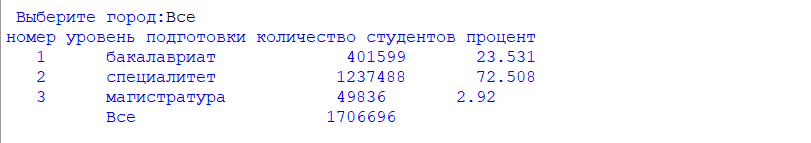 Выберите город:Все
номер уровень подготовки количество студентов процент
1 бакалавриат 401599 23.531
2 специалитет 1237488 72.508
3 магистратура 49836 2.92
Все 1706696